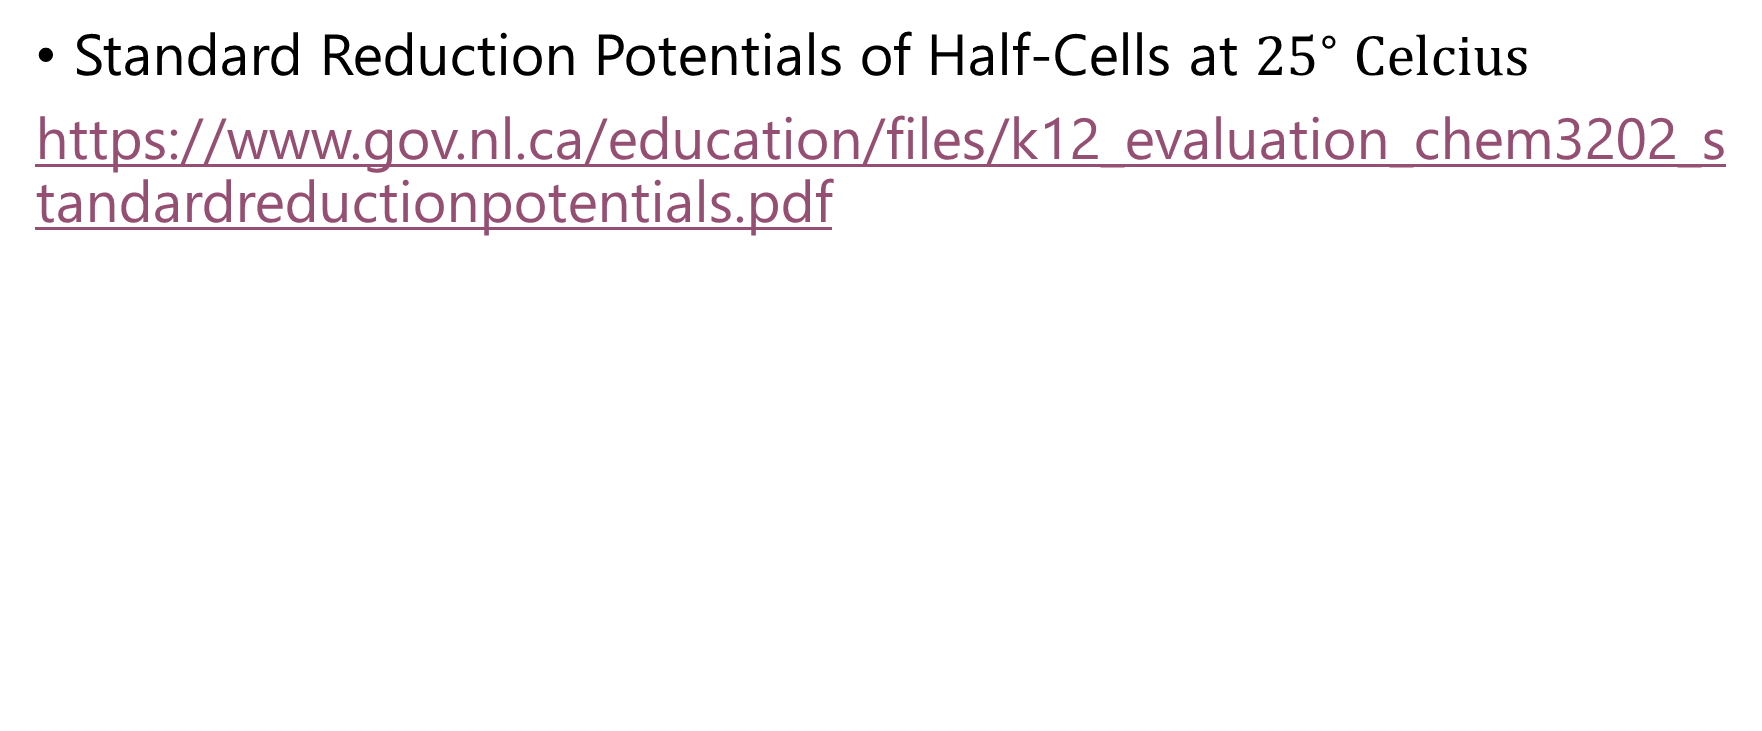 • Standard Reduction Potentials of Half-Cells at 25° Celcius
https://www.gov.nl.ca/education/files/k12_evaluation_chem3202_s
tandardreductionpotentials.pdf